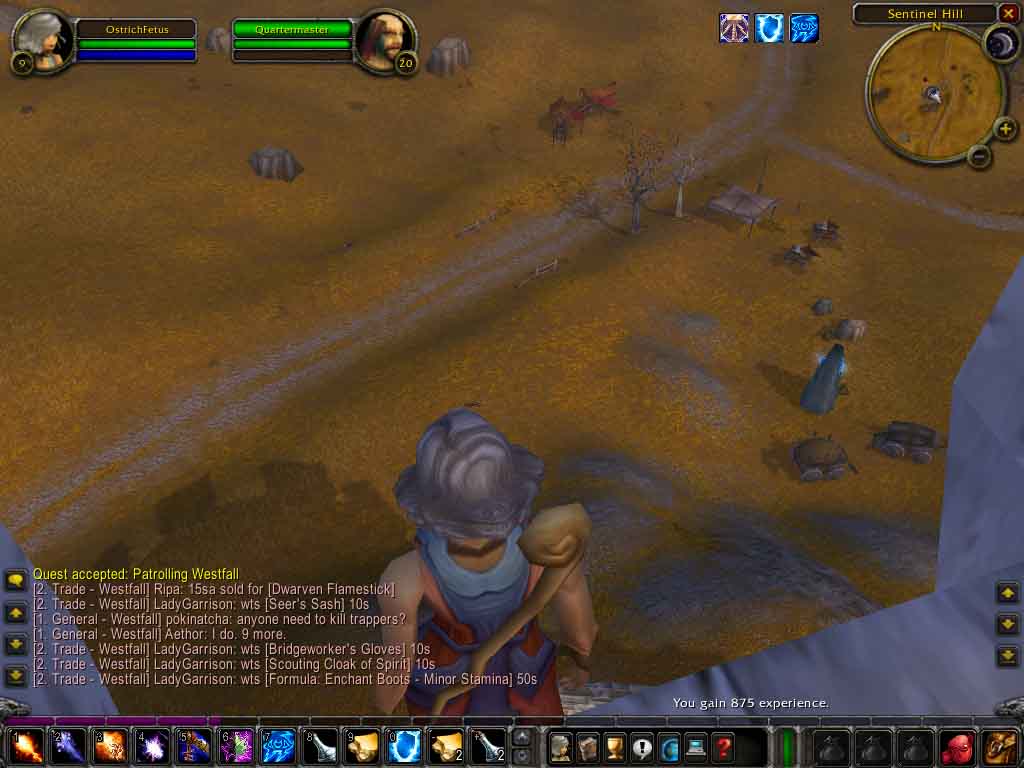 OstrichFetus
9
Quartermaster
20
Sentinel Hill
N
Quest accepted: Patrolling Westfall
[2. Trade - Westfall] Ripa: 15sa sold for [Dwarven Flamestick]
[2. Trade - Westfall] LadyGarrison: wts [Seer's Sash] 10s
[1. General - Westfall] pokinatcha: anyone need to kill trappers?
[1. General - Westfall] Aethor: I do. 9 more.
[2. Trade - Westfall] LadyGarrison: wts [Bridgeworker's Gloves] 10s
[2. Trade - Westfall] LadyGarrison: wts [Scouting Cloak of Spirit] 10s
[2. Trade - Westfall] LadyGarrison: wts [Formula: Enchant Boots - Minor Stamina] 50s
You gain 875 experience.
1 2 3 4 5 6 8 9 0
2 2